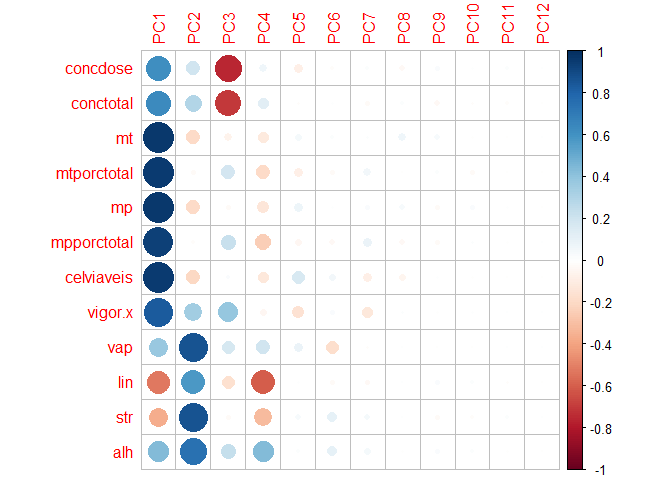 PC1 PC2 PC3 PC4 PC5 PC6 PC7 PC8 PC9 PC10 PC11 PC12
concdose
conctotal
mt
mtporctotal
mp
mpporctotal
celviaveis
vigor.x
vap
lin
str
alh
1
0.8
0.6
0.4
0.2
0
-0.2
-0.4
-0.6
-0.8
-1